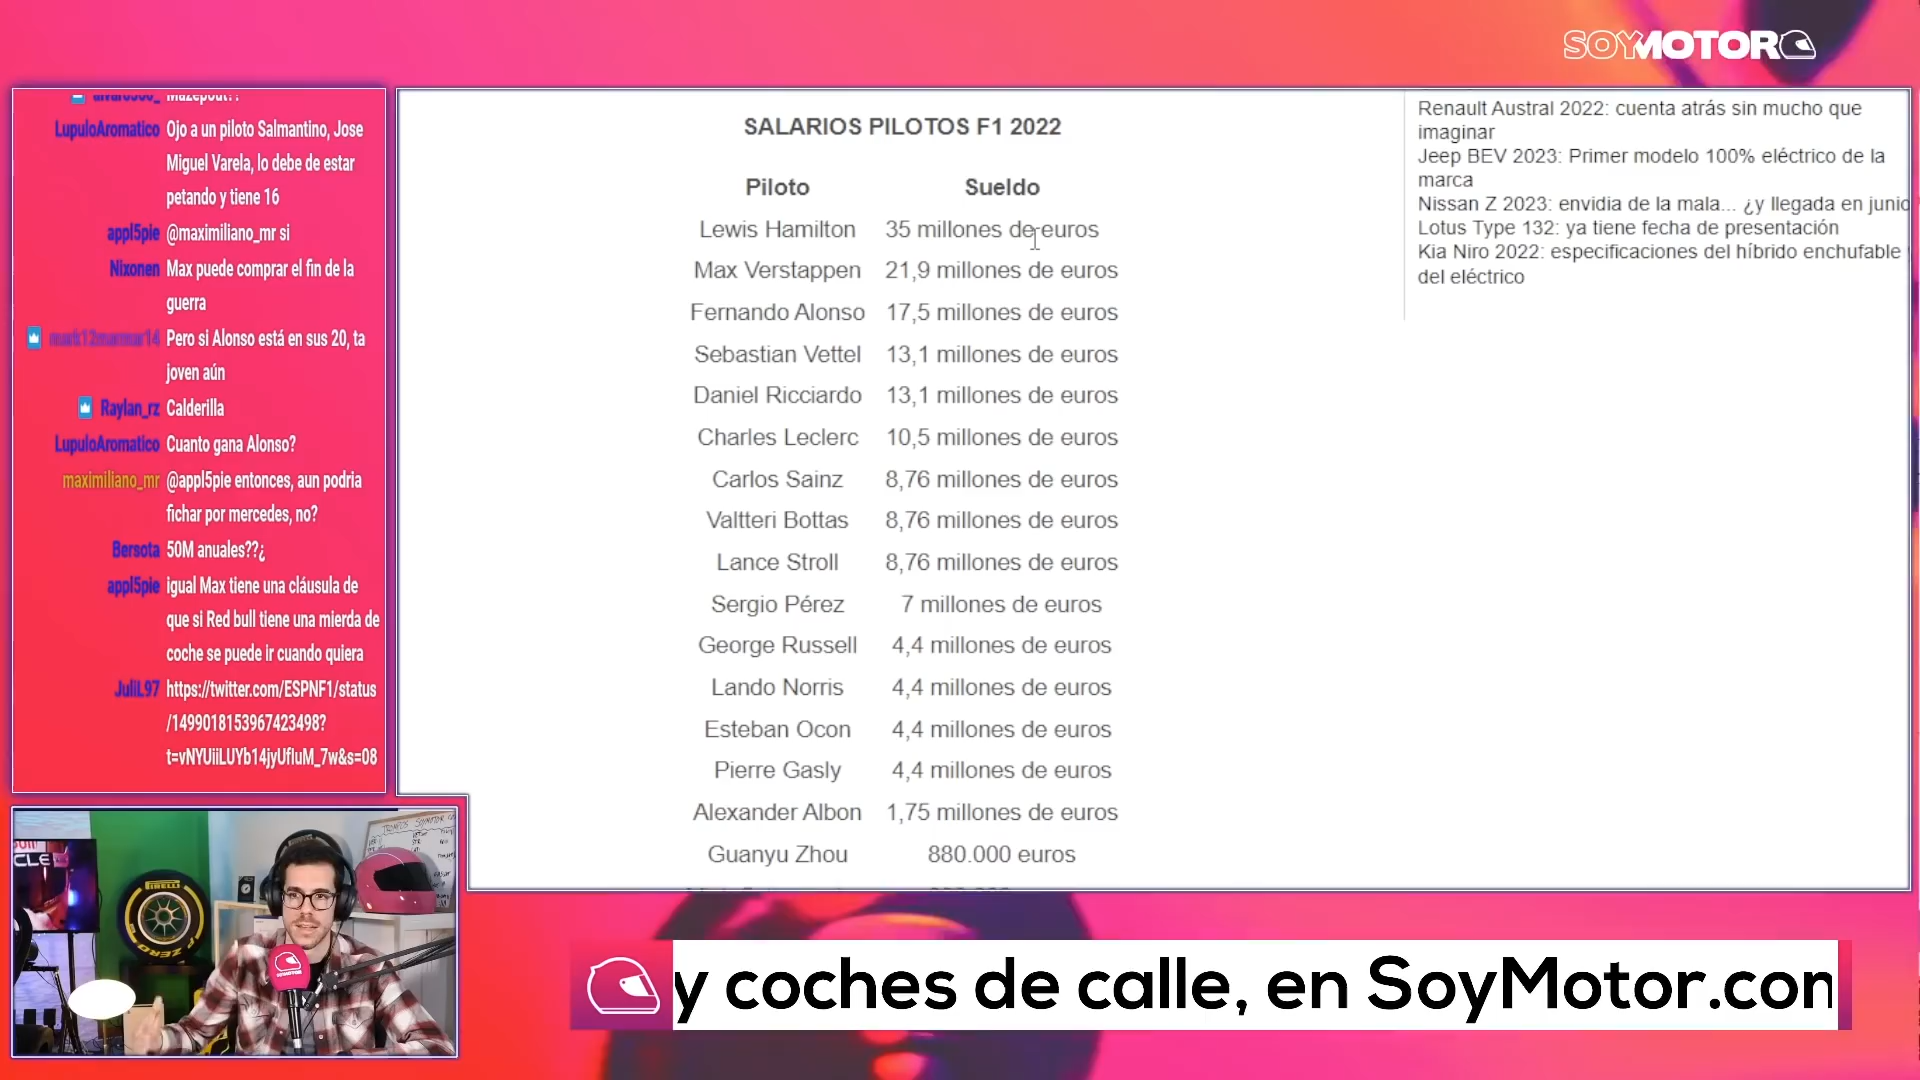 SOYMOTOR
Mazepout??
LupuloAromatico Ojo a un piloto Salmantino, Jose
Miguel Varela, lo debe de estar
petando y tiene 16
appl5pie @maximiliano_mr si
Nixonen Max puede comprar el fin de la
guerra
mark12marmar14 Pero si Alonso está en sus 20, ta
joven aún
Raylan_rz Calderilla
LupuloAromatico Cuanto gana Alonso?
maximiliano_mr @appl5pie entonces, aun podria
fichar por mercedes, no?
Bersota 50M anuales??¿
appl5pie igual Max tiene una cláusula de
que si Red bull tiene una mierda de
coche se puede ir cuando quiera
JuliL97 https://twitter.com/ESPNF1/status
/1499018153967423498?
t=vNYUiiLUYb14jyUfIuM_7w&s=08
SALARIOS PILOTOS F1 2022
Piloto Sueldo
Lewis Hamilton 35 millones de euros
Max Verstappen 21,9 millones de euros
Fernando Alonso 17,5 millones de euros
Sebastian Vettel 13,1 millones de euros
Daniel Ricciardo 13,1 millones de euros
Charles Leclerc 10,5 millones de euros
Carlos Sainz 8,76 millones de euros
Valtteri Bottas 8,76 millones de euros
Lance Stroll 8,76 millones de euros
Sergio Pérez 7 millones de euros
George Russell 4,4 millones de euros
Lando Norris 4,4 millones de euros
Esteban Ocon 4,4 millones de euros
Pierre Gasly 4,4 millones de euros
Alexander Albon 1,75 millones de euros
Guanyu Zhou 880.000 euros
Renault Austral 2022: cuenta atrás sin mucho que
imaginar
Jeep BEV 2023: Primer modelo 100% eléctrico de la
marca
Nissan Z 2023: envidia de la mala... ¿y llegada en junio
Lotus Type 132: ya tiene fecha de presentación
Kia Niro 2022: especificaciones del híbrido enchufable
del eléctrico
CLE
PIRELLI
P ZERO
SOYMOTOR
y coches de calle, en SoyMotor.com